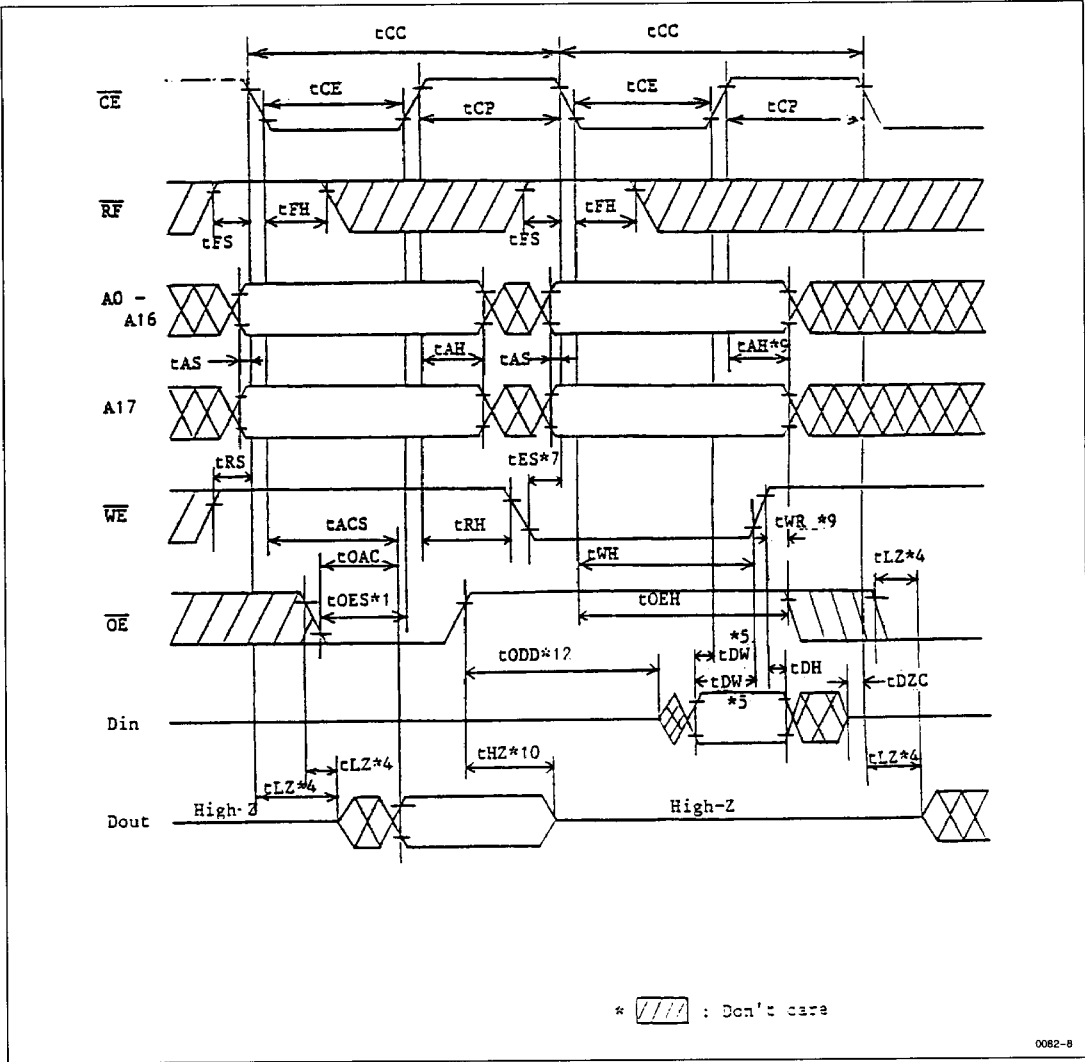 tCC tCC
CE tCE tCP tCE tCP
RF tFS tFH tFS tFH
A0 -
A16
tAS tAH tAS tAH*9
A17
tRS tES*7
WE
tACS tRH tWR *9
tOAC tWH tLZ*4
OE tOES*1 tOEH
tODD*12 *5
tDW tDH
tDW tDZC
Din *5
tHZ*10 tLZ*4
tLZ*4 tLZ*4
Dout High-Z High-Z
* : Don't care
0082-8